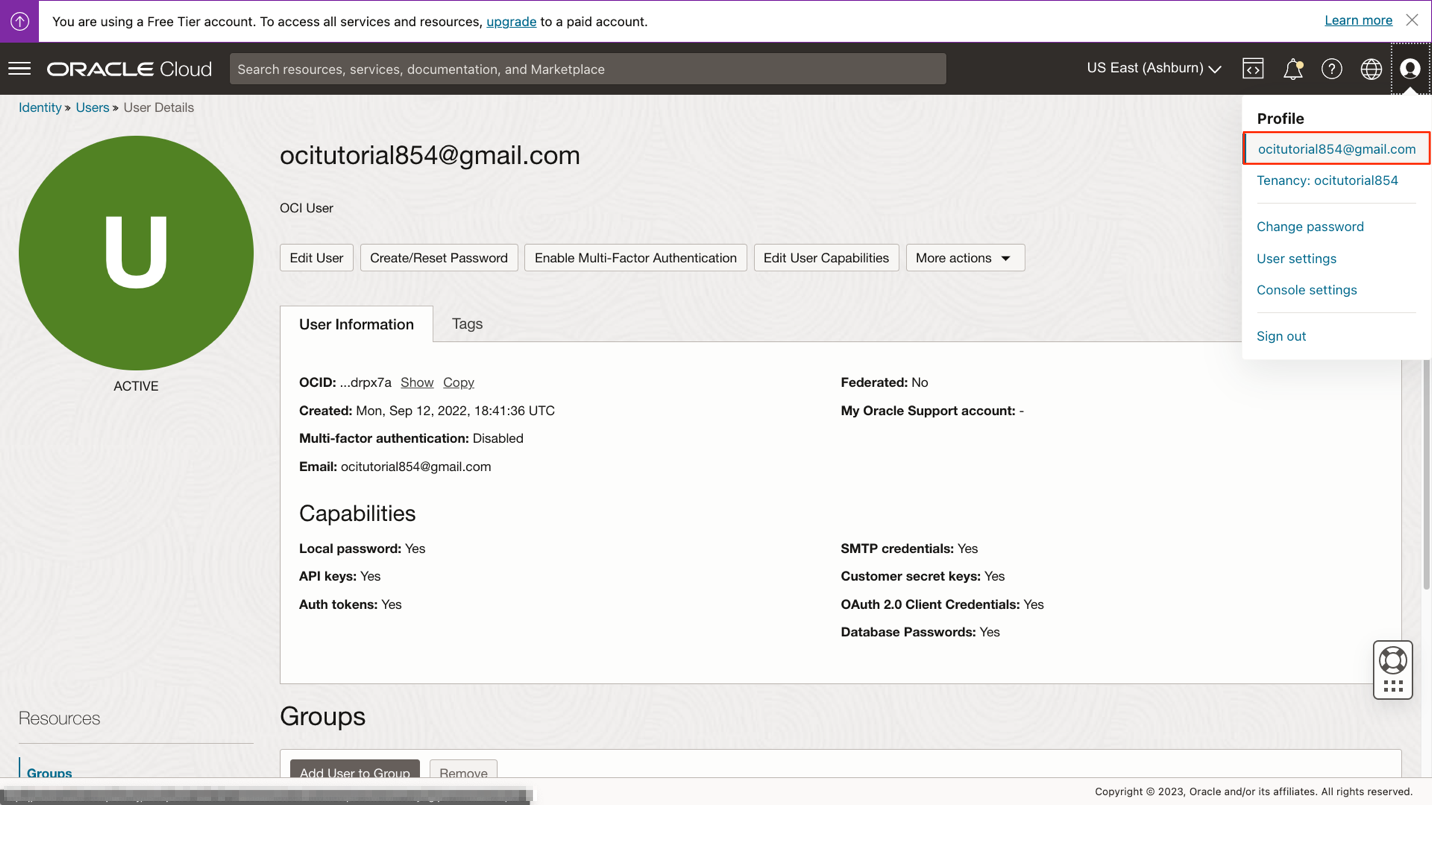 You are using a Free Tier account. To access all services and resources, upgrade to a paid account.
Learn more
ORACLE Cloud
Search resources, services, documentation, and Marketplace
US East (Ashburn)
Identity » Users » User Details
Profile
ocitutorial854@gmail.com
Tenancy: ocitutorial854
Change password
User settings
Console settings
Sign out
U
ACTIVE
ocitutorial854@gmail.com
OCI User
Edit User
Create/Reset Password
Enable Multi-Factor Authentication
Edit User Capabilities
More actions
User Information
Tags
OCID: ...drpx7a Show Copy
Created: Mon, Sep 12, 2022, 18:41:36 UTC
Multi-factor authentication: Disabled
Email: ocitutorial854@gmail.com
Federated: No
My Oracle Support account: -
Capabilities
Local password: Yes
API keys: Yes
Auth tokens: Yes
SMTP credentials: Yes
Customer secret keys: Yes
OAuth 2.0 Client Credentials: Yes
Database Passwords: Yes
Resources
Groups
Groups
Add User to Group
Remove
Copyright © 2023, Oracle and/or its affiliates. All rights reserved.